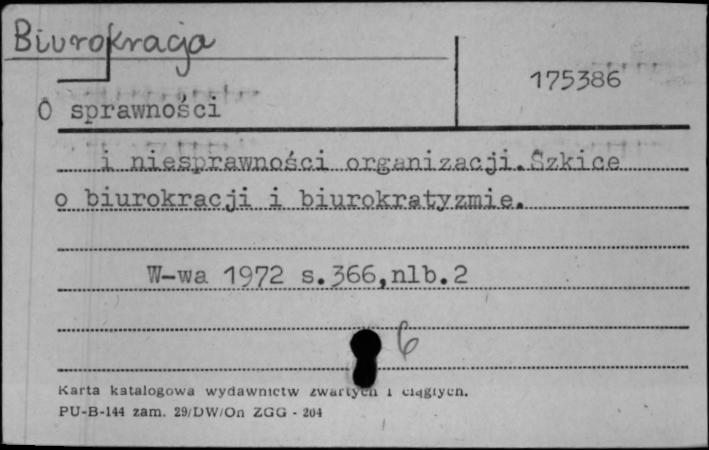 Biurokracja
175386
O sprawności
i niesprawności organizacji. Szkice
o biurokracji i biurokratyzmie.
W-wa 1972 s.366,nlb.2
6
Karta katalogowa wydawnictw zwartych i ciągłych.
PU-B-144 zam. 29/DW/On ZGG - 204